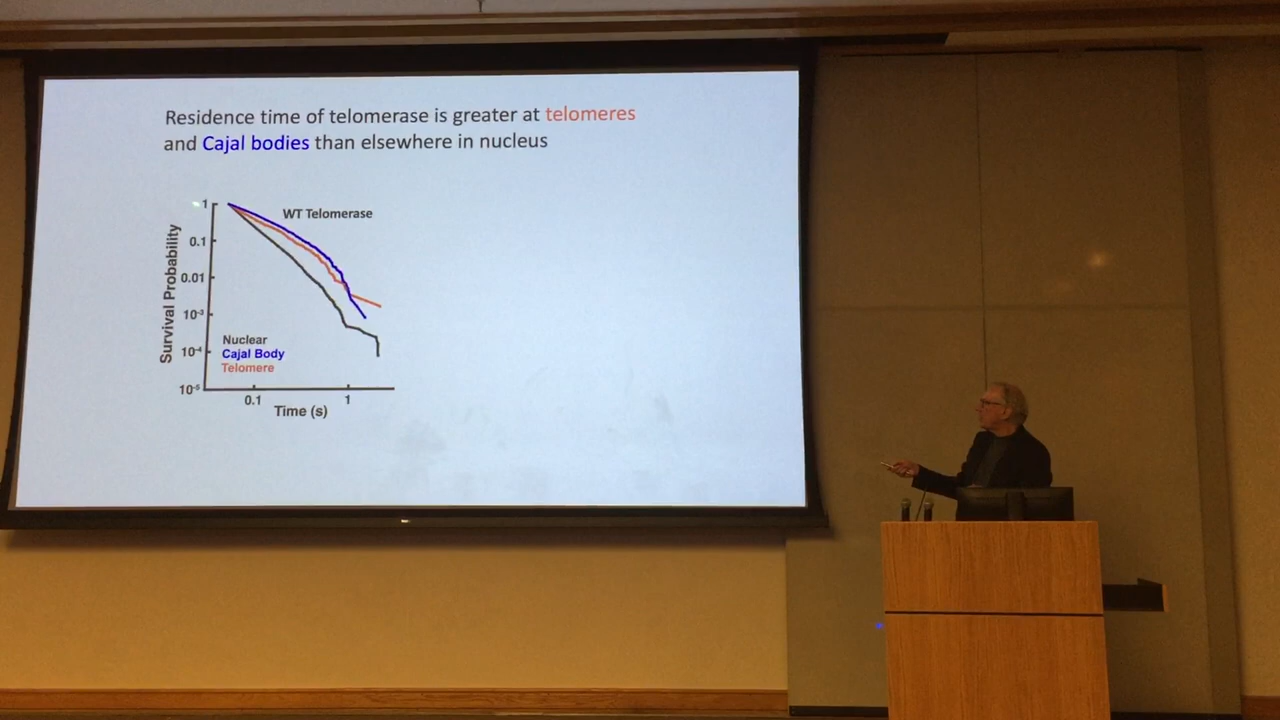 Residence time of telomerase is greater at telomeres
and Cajal bodies than elsewhere in nucleus
WT Telomerase
Survival Probability
1
0.1
0.01
10⁻³
10⁻⁴
10⁻⁵
Nuclear
Cajal Body
Telomere
0.1
1
Time (s)